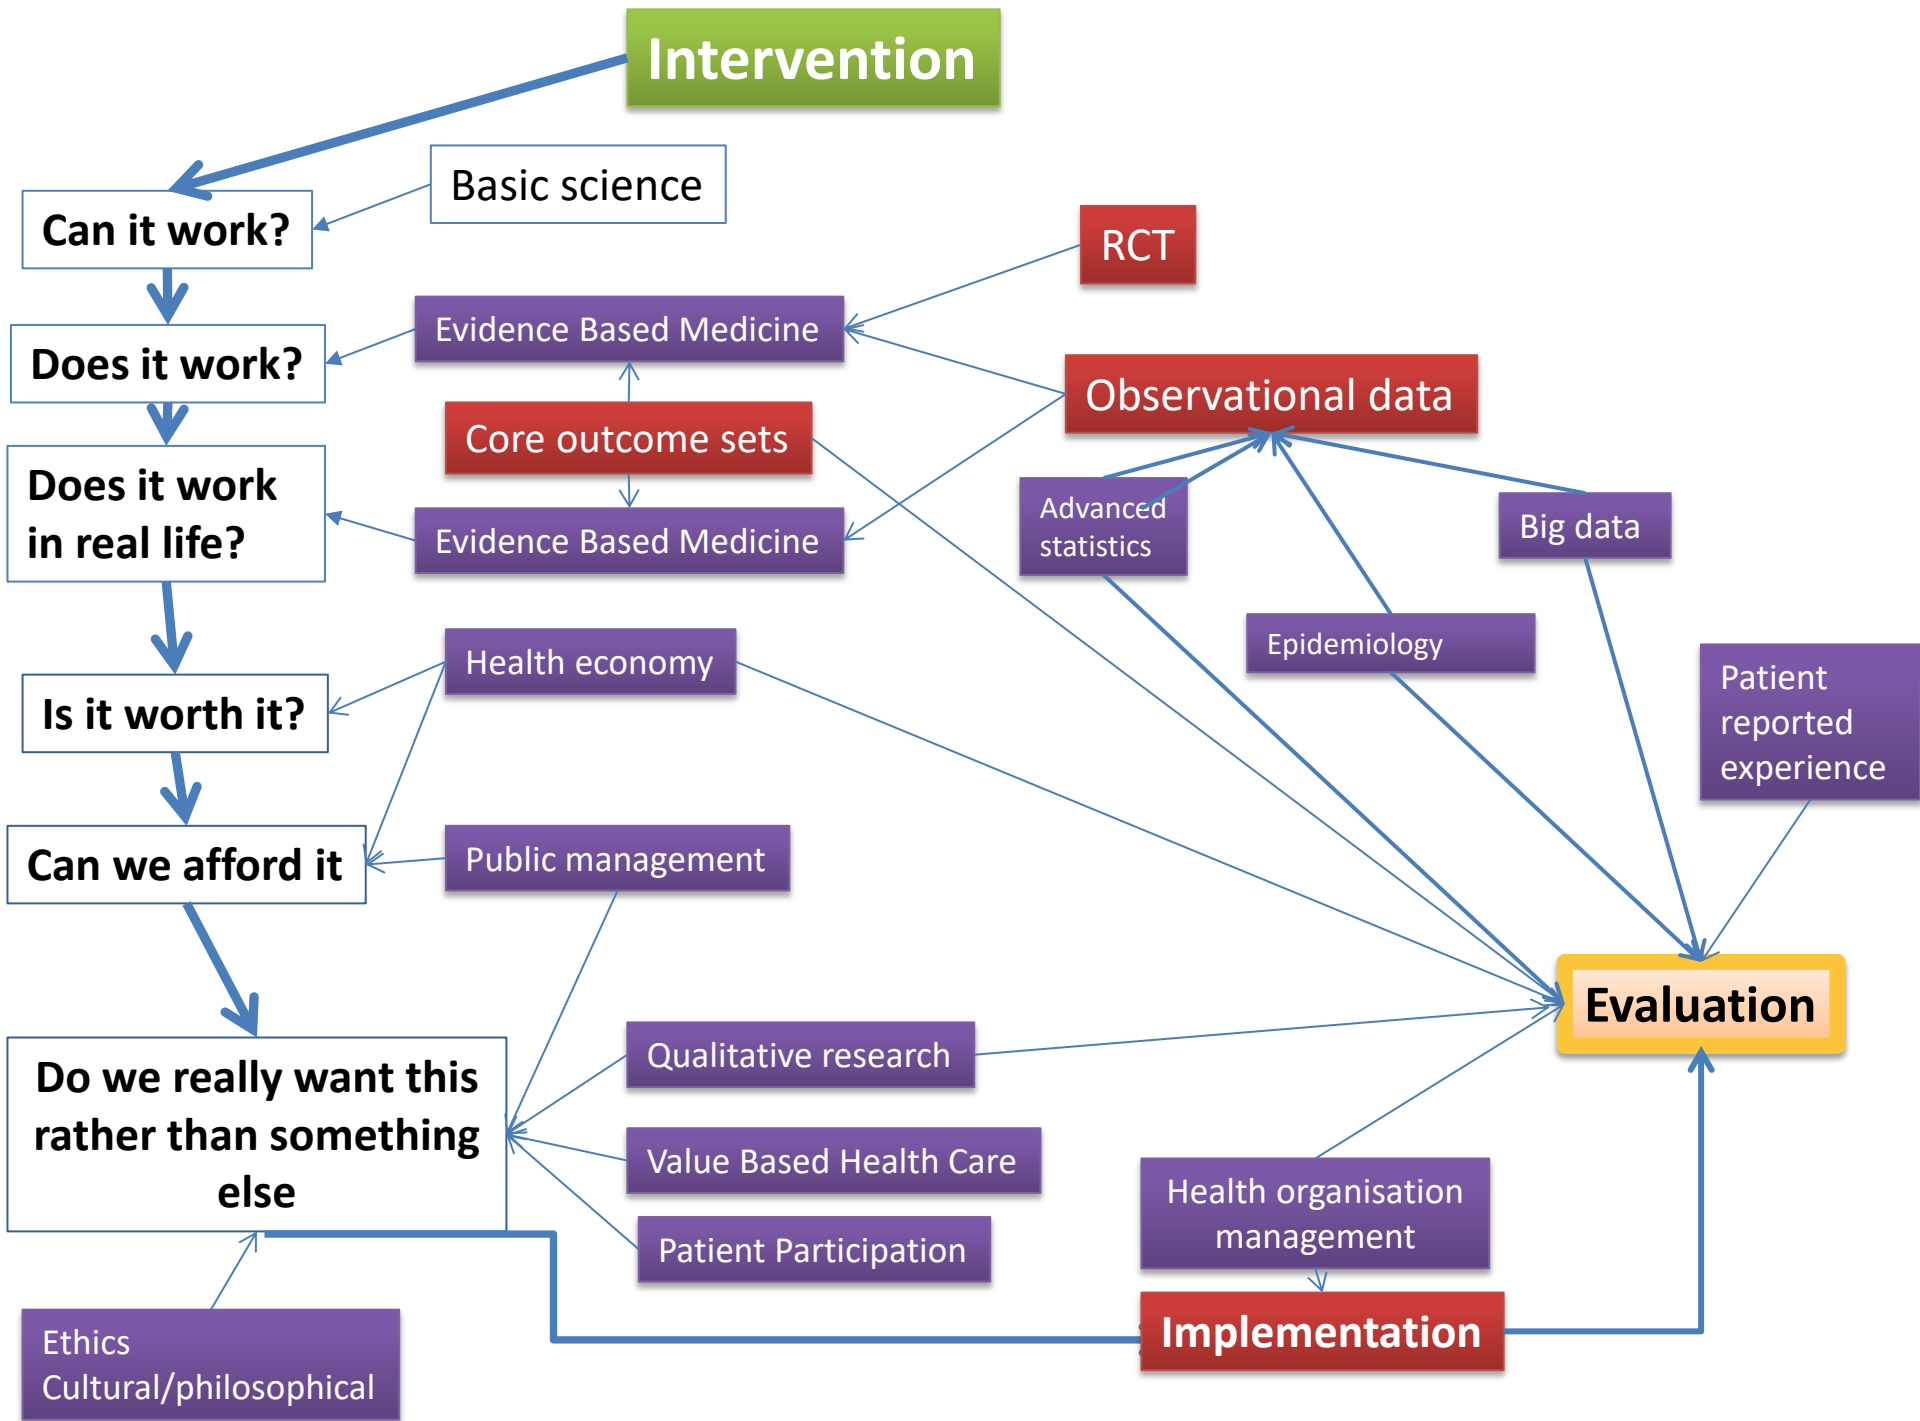 Intervention
Basic science
Can it work?
RCT
Evidence Based Medicine
Does it work?
Observational data
Core outcome sets
Does it work
in real life?
Advanced
statistics
Big data
Evidence Based Medicine
Epidemiology
Health economy
Patient
reported
experience
Is it worth it?
Can we afford it
Public management
Evaluation
Qualitative research
Do we really want this
rather than something
else
Value Based Health Care
Health organisation
management
Patient Participation
Implementation
Ethics
Cultural/philosophical